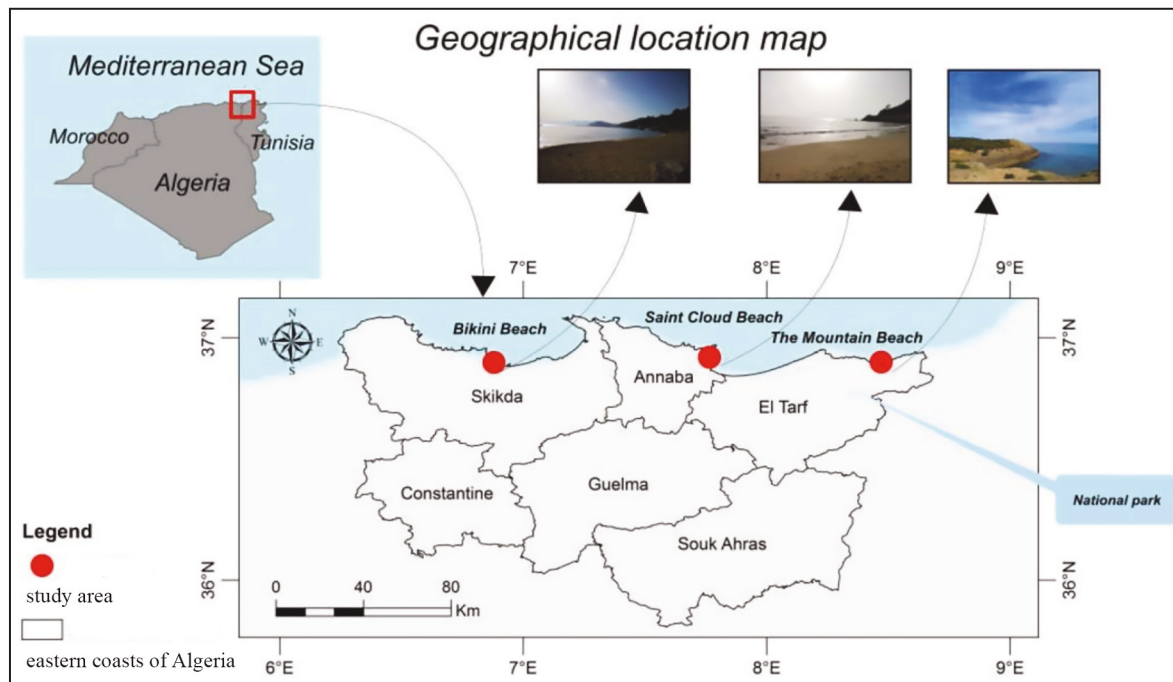 Geographical location map
Mediterranean Sea
Morocco
Tunisia
Algeria
7°E
8°E
9°E
N
W
E
S
37°N
37°N
Bikini Beach
Saint Cloud Beach
The Mountain Beach
Skikda
Annaba
El Tarf
Constantine
Guelma
National park
Souk Ahras
Legend
study area
eastern coasts of Algeria
0
40
80
Km
36°N
36°N
6°E
7°E
8°E
9°E